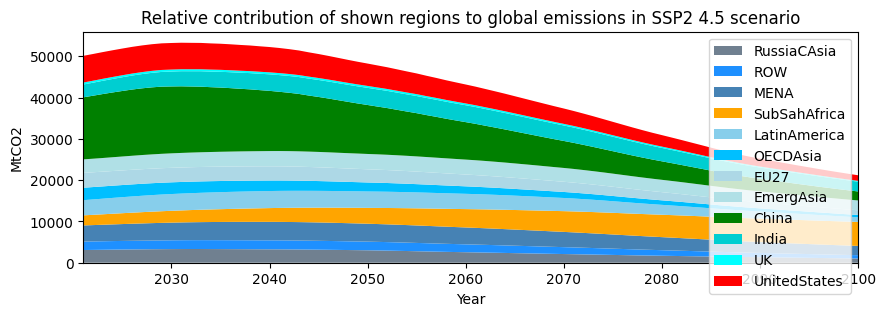 Relative contribution of shown regions to global emissions in SSP2 4.5 scenario
MtCO2
50000
40000
30000
20000
10000
0
2030
2040
2050
2060
2070
2080
2090
2100
Year
RussiaCAsia
ROW
MENA
SubSahAfrica
LatinAmerica
OECDAsia
EU27
EmergAsia
China
India
UK
UnitedStates